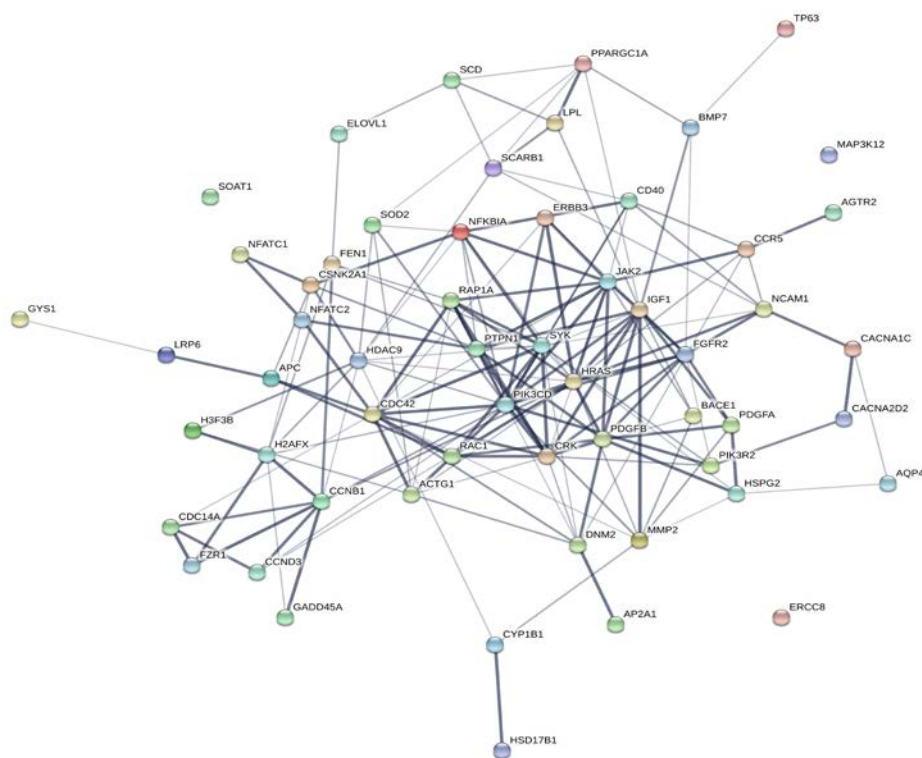 TP63
PPARGC1A
SCD
LPL
BMP7
ELOVL1
MAP3K12
SCARB1
SOAT1
CD40
AGTR2
SOD2
NFKBIA
ERBB3
CCR5
NFATC1
FEN1
CSNK2A1
JAK2
RAP1A
IGF1
NCAM1
GYS1
NFATC2
PTPN1
SYK
CACNA1C
LRP6
HDAC9
FGFR2
APC
HRAS
CDC42
PIK3CD
BACE1
CACNA2D2
H3F3B
PDGFB
PDGFA
H2AFX
RAC1
CRK
PIK3R2
AQP4
CCNB1
ACTG1
HSPG2
CDC14A
DNM2
MMP2
FZR1
CCND3
GADD45A
AP2A1
ERCC8
CYP1B1
HSD17B1